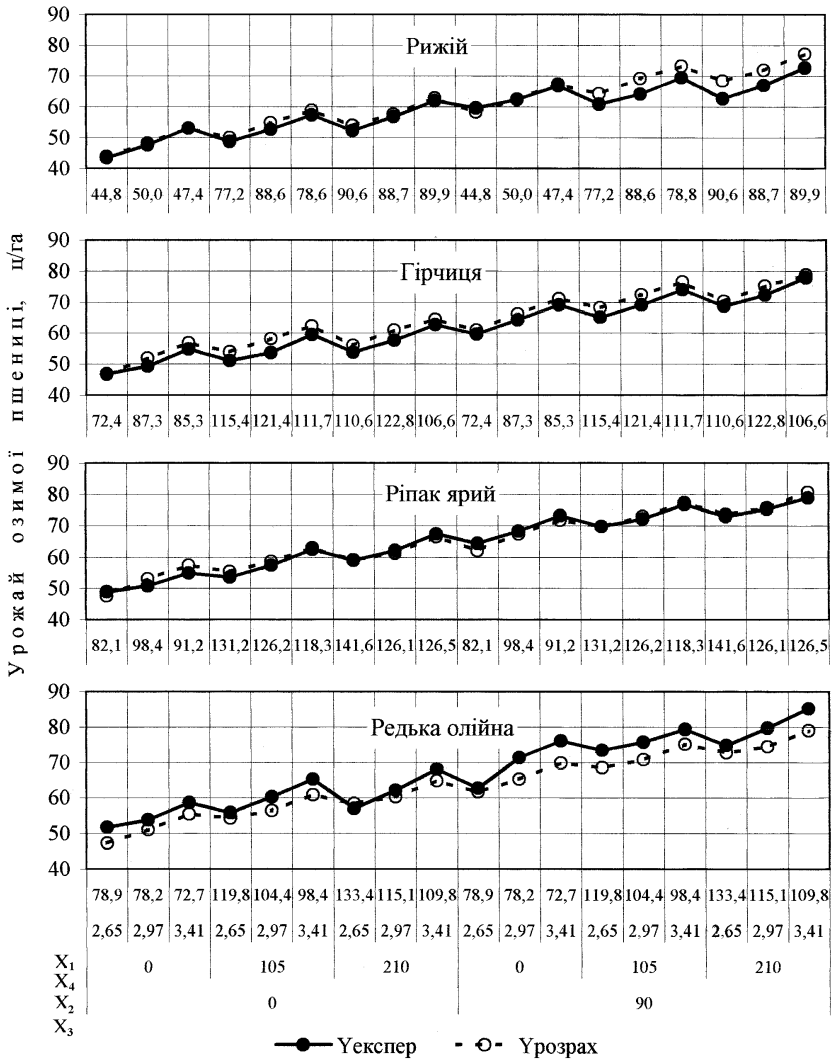 Урожай озимої пшениці, ц/га
90
80
70
60
50
40
Рижій
44,8 50,0 47,4 77,2 88,6 78,6 90,6 88,7 89,9 44,8 50,0 47,4 77,2 88,6 78,8 90,6 88,7 89,9
90
80
70
60
50
40
Гірчиця
72,4 87,3 85,3 115,4 121,4 111,7 110,6 122,8 106,6 72,4 87,3 85,3 115,4 121,4 111,7 110,6 122,8 106,6
90
80
70
60
50
40
Ріпак ярий
82,1 98,4 91,2 131,2 126,2 118,3 141,6 126,1 126,5 82,1 98,4 91,2 131,2 126,2 118,3 141,6 126,1 126,5
90
80
70
60
50
40
Редька олійна
78,9 78,2 72,7 119,8 104,4 98,4 133,4 115,1 109,8 78,9 78,2 72,7 119,8 104,4 98,4 133,4 115,1 109,8
2,65 2,97 3,41 2,65 2,97 3,41 2,65 2,97 3,41 2,65 2,97 3,41 2,65 2,97 3,41 2,65 2,97 3,41
X₁ 0 105 210 0 105 210
X₄
X₂ 0 90
X₃
Yекспер Yрозрах